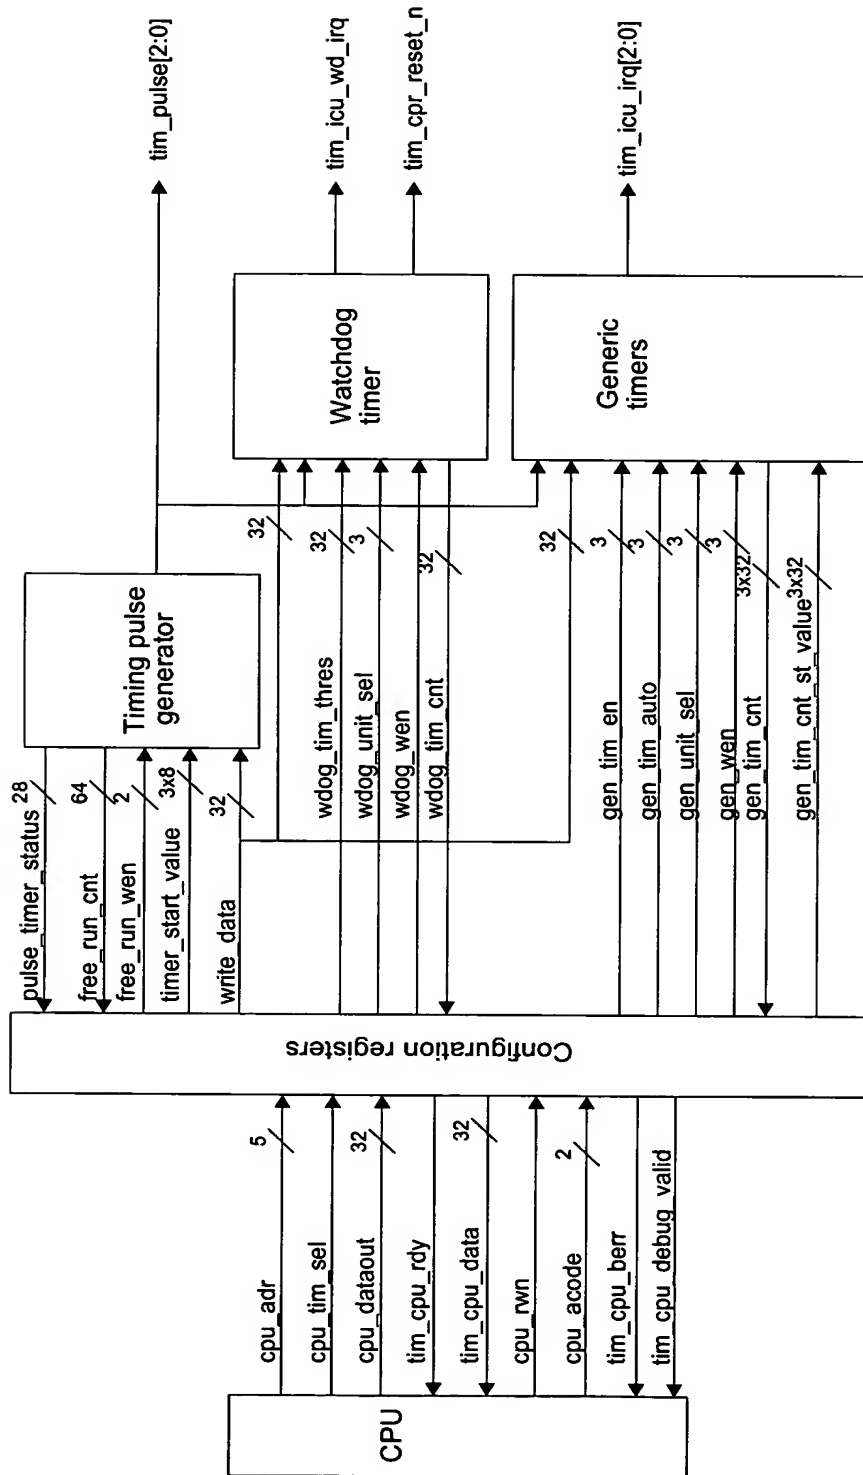 CPU
cpu_adr
5
cpu_tim_sel
cpu_dataout
32
tim_cpu_rdy
tim_cpu_data
32
cpu_rwn
cpu_acode
2
tim_cpu_berr
tim_cpu_debug_valid
Configuration registers
pulse_timer_status
28
free_run_cnt
64
free_run_wen
2
timer_start_value
3x8
write_data
32
Timing pulse
generator
tim_pulse[2:0]
32
wdog_tim_thres
32
wdog_unit_sel
3
wdog_wen
wdog_tim_cnt
32
Watchdog
timer
tim_icu_wd_irq
tim_cpr_reset_n
32
gen_tim_en
3
gen_tim_auto
3
gen_unit_sel
3
gen_wen
3
gen_tim_cnt
3x32
gen_tim_cnt_st_value
3x32
Generic
timers
tim_icu_irq[2:0]